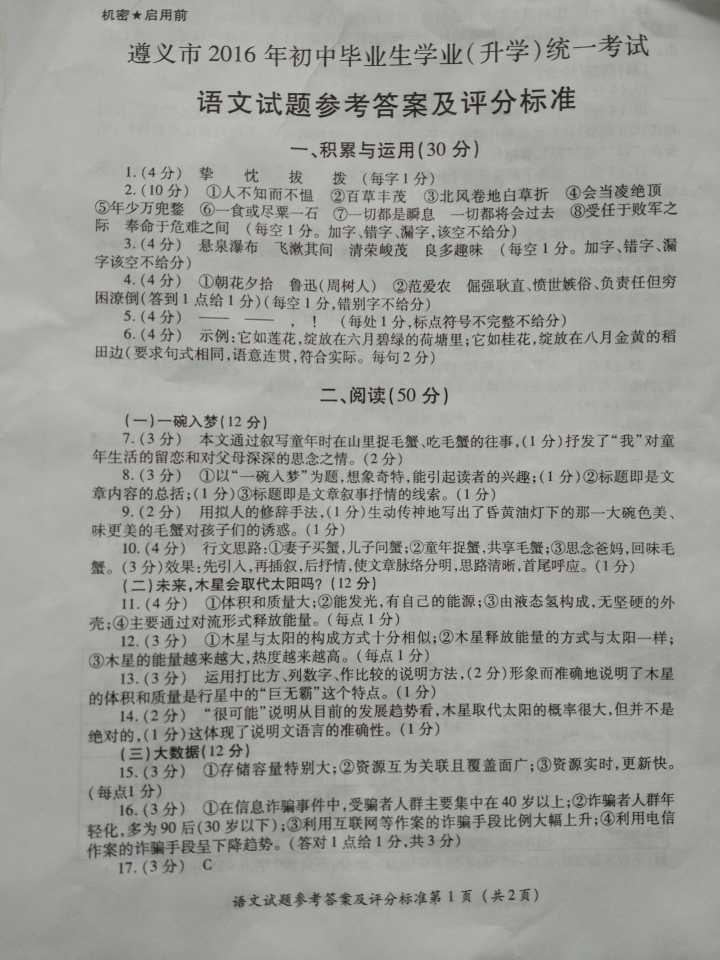 机密★启用前
遵义市2016年初中毕业生学业(升学)统一考试
语文试题参考答案及评分标准
一、积累与运用(30分)
1.(4分) 挚 忱 拔 拨 (每字1分)
2.(10分) ①人不知而不愠 ②百草丰茂 ③北风卷地白草折 ④会当凌绝顶
⑤年少万兜鍪 ⑥一食或尽粟一石 ⑦一切都是瞬息 一切都将会过去 ⑧受任于败军之
际 奉命于危难之间 (每空1分。加字、错字、漏字,该空不给分)
3.(4分) 悬泉瀑布 飞漱其间 清荣峻茂 良多趣味 (每空1分。加字、错字、漏
字该空不给分)
4.(4分) ①朝花夕拾 鲁迅(周树人) ②范爱农 倔强耿直、愤世嫉俗、负责任但穷
困潦倒(答到1点给1分)(每空1分,错别字不给分)
5.(4分) —— —— , ! (每处1分,标点符号不完整不给分)
6.(4分) 示例:它如莲花,绽放在六月碧绿的荷塘里;它如桂花,绽放在八月金黄的稻
田边(要求句式相同,语意连贯,符合实际。每句2分)
二、阅读(50分)
(一)一碗入梦(12分)
7.(3分) 本文通过叙写童年时在山里捉毛蟹、吃毛蟹的往事,(1分)抒发了“我”对童
年生活的留恋和对父母深深的思念之情。(2分)
8.(3分) ①以“一碗入梦”为题,想象奇特,能引起读者的兴趣;(1分)②标题即是文
章内容的总括;(1分)③标题即是文章叙事抒情的线索。(1分)
9.(2分) 用拟人的修辞手法,(1分)生动传神地写出了昏黄油灯下的那一大碗色美、
味更美的毛蟹对孩子们的诱惑。(1分)
10.(4分) 行文思路:①妻子买蟹,儿子问蟹;②童年捉蟹,共享毛蟹;③思念爸妈,回味毛
蟹。(3分)效果:先引入,再插叙,后抒情,使文章脉络分明,思路清晰,首尾呼应。(1分)
(二)未来,木星会取代太阳吗?(12分)
11.(4分) ①体积和质量大;②能发光,有自己的能源;③由液态氢构成,无坚硬的外
壳;④主要通过对流形式释放能量。(每点1分)
12.(3分) ①木星与太阳的构成方式十分相似;②木星释放能量的方式与太阳一样;
③木星的能量越来越大,热度越来越高。(每点1分)
13.(3分) 运用打比方、列数字、作比较的说明方法,(2分)形象而准确地说明了木星
的体积和质量是行星中的“巨无霸”这个特点。(1分)
14.(2分) “很可能”说明从目前的发展趋势看,木星取代太阳的概率很大,但并不是
绝对的,(1分)这体现了说明文语言的准确性。(1分)
(三)大数据(12分)
15.(3分) ①存储容量特别大;②资源互为关联且覆盖面广;③资源实时,更新快。
(每点1分)
16.(3分) ①在信息诈骗事件中,受骗者人群主要集中在40岁以上;②诈骗者人群年
轻化,多为90后(30岁以下);③利用互联网等作案的诈骗手段比例大幅上升;④利用电信
作案的诈骗手段呈下降趋势。(答对1点给1分,共3分)
17.(3分) C
语文试题参考答案及评分标准第1页(共2页)